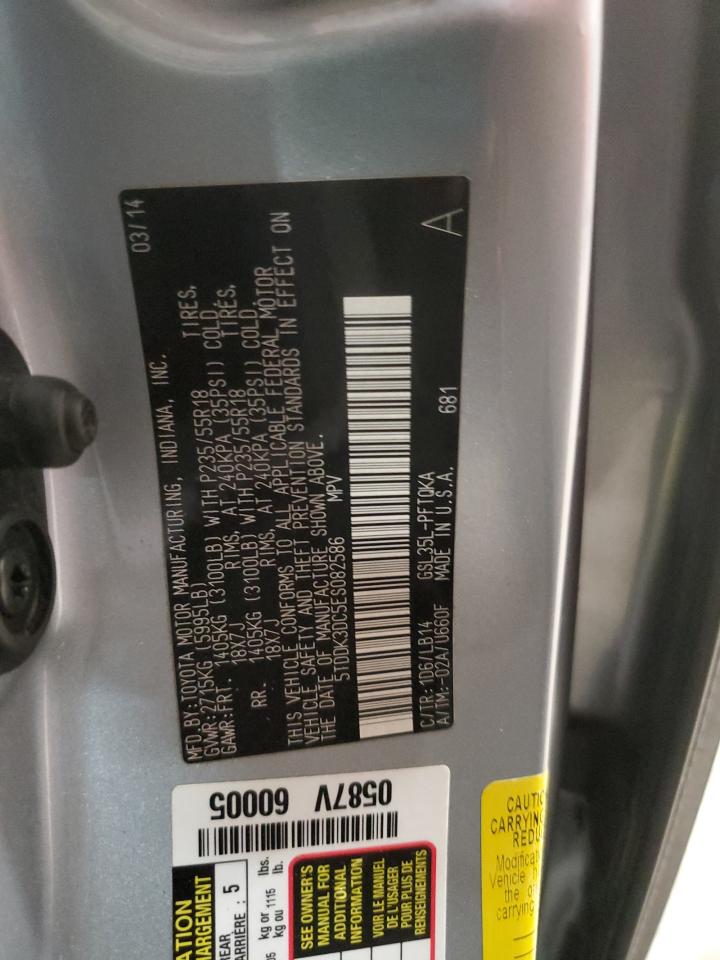 MFD.BY:TOYOTA MOTOR MANUFACTURING, INDIANA, INC. 03/14
GVWR:2715KG(5995LB)
GAWR:FRT. 1405KG (3100LB) WITH P235/55R18 TIRES,
18X7J RIMS, AT 240KPA (35PSI) COLD.
RR. 1405KG (3100LB) WITH P235/55R18 TIRES,
18X7J RIMS, AT 240KPA (35PSI) COLD.
THIS VEHICLE CONFORMS TO ALL APPLICABLE FEDERAL MOTOR
VEHICLE SAFETY AND THEFT PREVENTION STANDARDS IN EFFECT ON
THE DATE OF MANUFACTURE SHOWN ABOVE.
5TDDK3DC5ES082586 MPV
C/TR:1D6/LB14 GSL35L-PFTQKA 681
A/TM:-02A/U660F MADE IN U.S.A.
A
0587V 60005
ATION
HARGEMENT
REAR
ARRIÈRE : 5
kg or 1115 lbs.
kg ou lb.
SEE OWNER'S
MANUAL FOR
ADDITIONAL
INFORMATION
VOIR LE MANUEL
DE L'USAGER
POUR PLUS DE
RENSEIGNEMENTS
CAUTIO
CARRYING
REDU
Modificat
Vehicle
the or
carrying